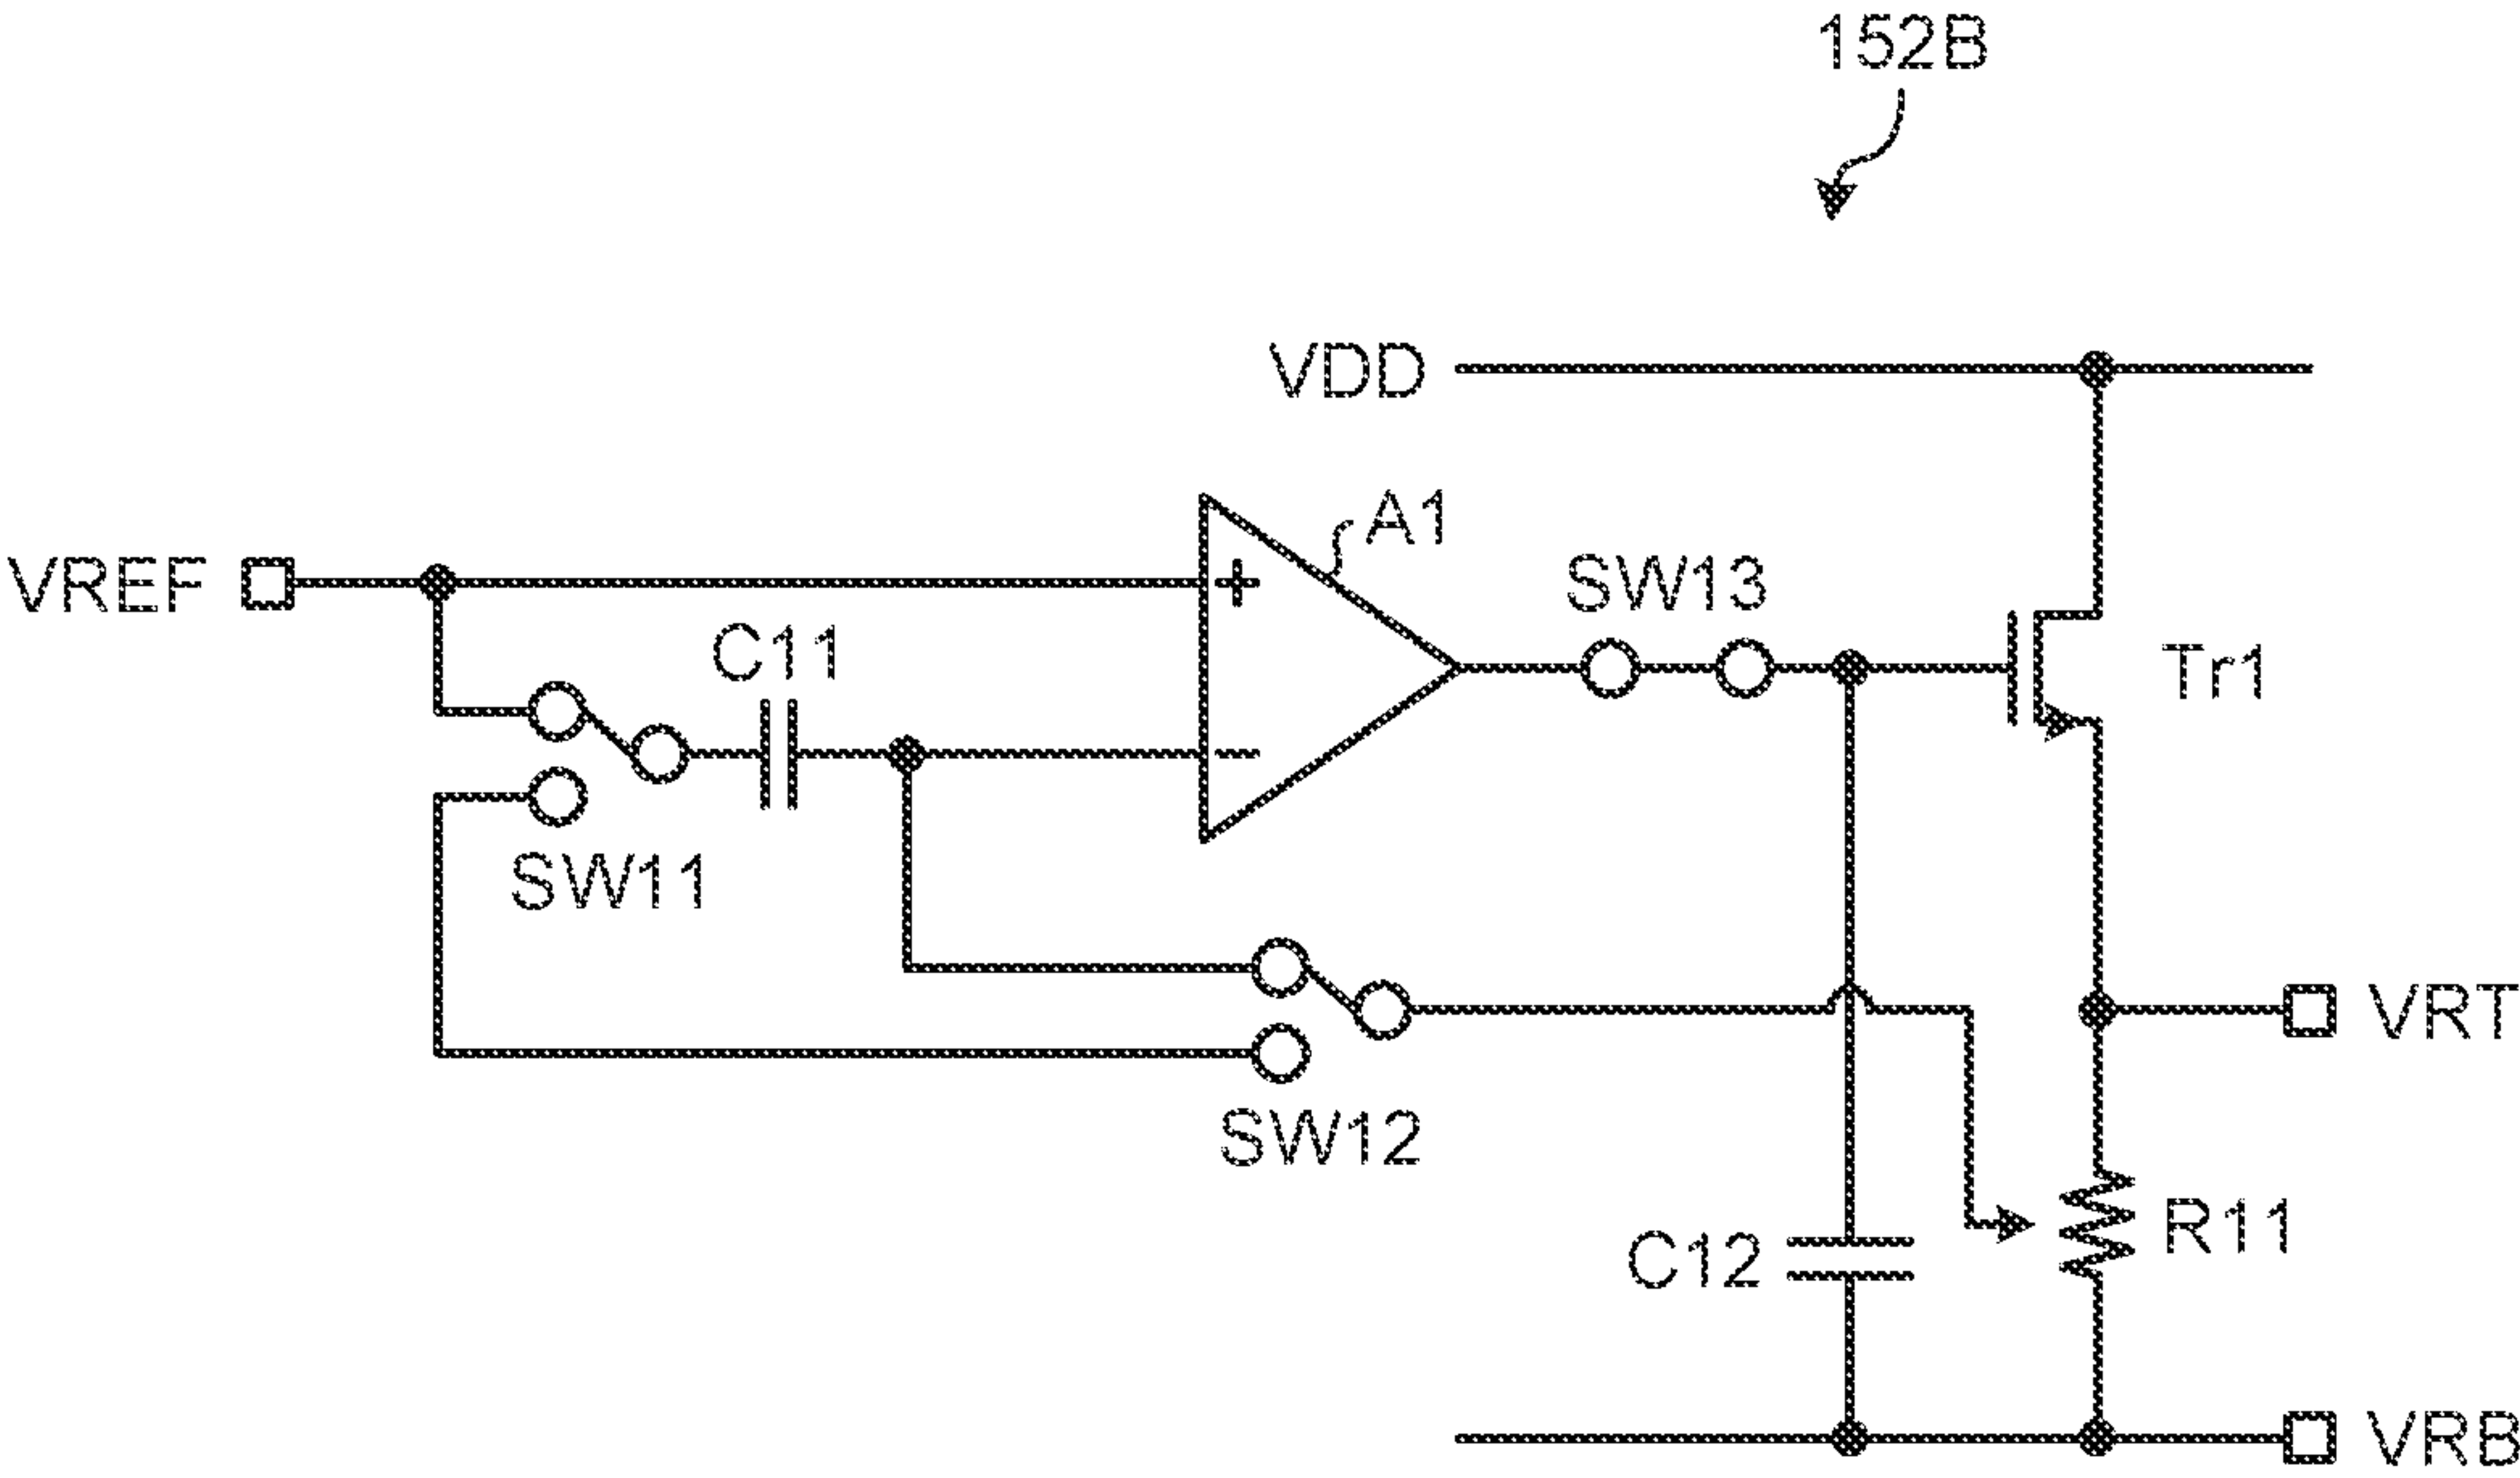 152B
VDD
A1
VREF
SW13
C11
+
Tr1
−
SW11
VRT
SW12
R11
C12
VRB